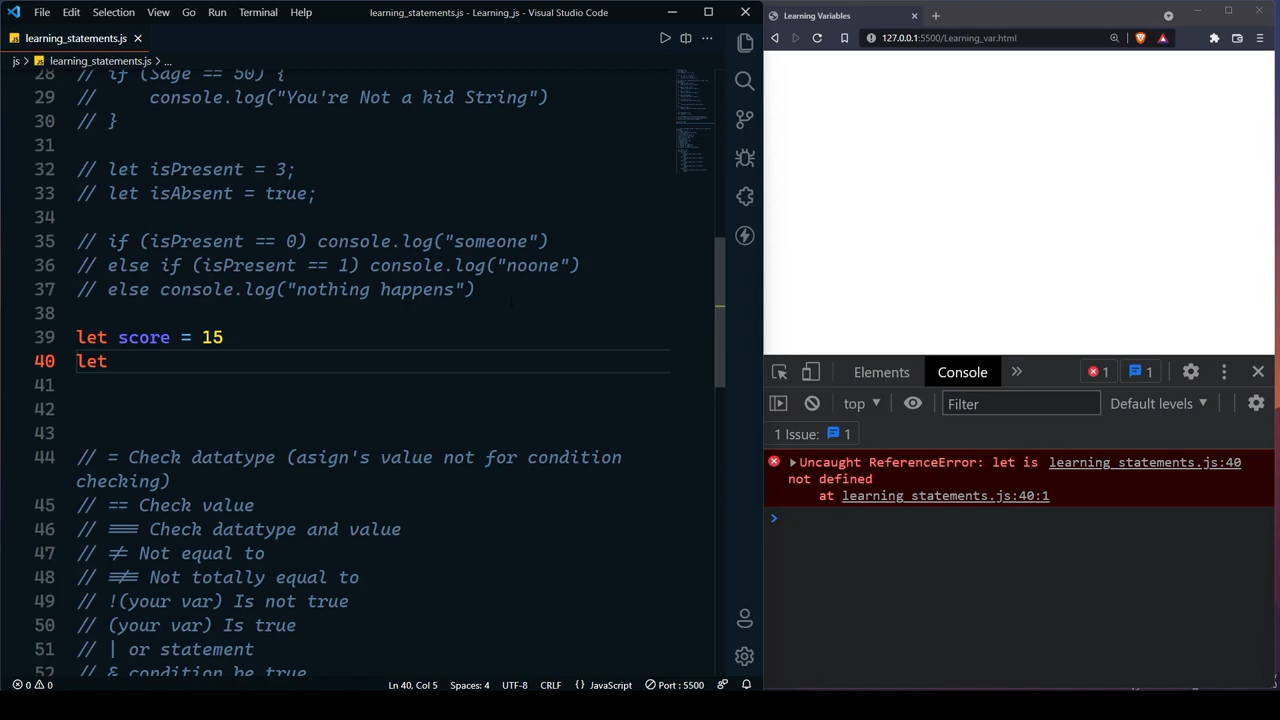 File Edit Selection View Go Run Terminal Help learning_statements.js - Learning_js - Visual Studio Code
learning_statements.js
js > learning_statements.js > ...
28 // if (Sage == 50) {
29 // console.log("You're Not a kid String")
30 // }
31
32 // let isPresent = 3;
33 // let isAbsent = true;
34
35 // if (isPresent == 0) console.log("someone")
36 // else if (isPresent == 1) console.log("noone")
37 // else console.log("nothing happens")
38
39 let score = 15
40 let
41
42
43
44 // = Check datatype (asign's value not for condition
checking)
45 // == Check value
46 // === Check datatype and value
47 // != Not equal to
48 // !== Not totally equal to
49 // !(your var) Is not true
50 // (your var) Is true
51 // | or statement
52 // & condition be true
0 0 Ln 40, Col 5 Spaces: 4 UTF-8 CRLF {} JavaScript Port : 5500
Learning Variables
127.0.0.1:5500/Learning_var.html
Elements Console » 1 1
top Filter Default levels
1 Issue: 1
Uncaught ReferenceError: let is learning_statements.js:40
not defined
at learning_statements.js:40:1